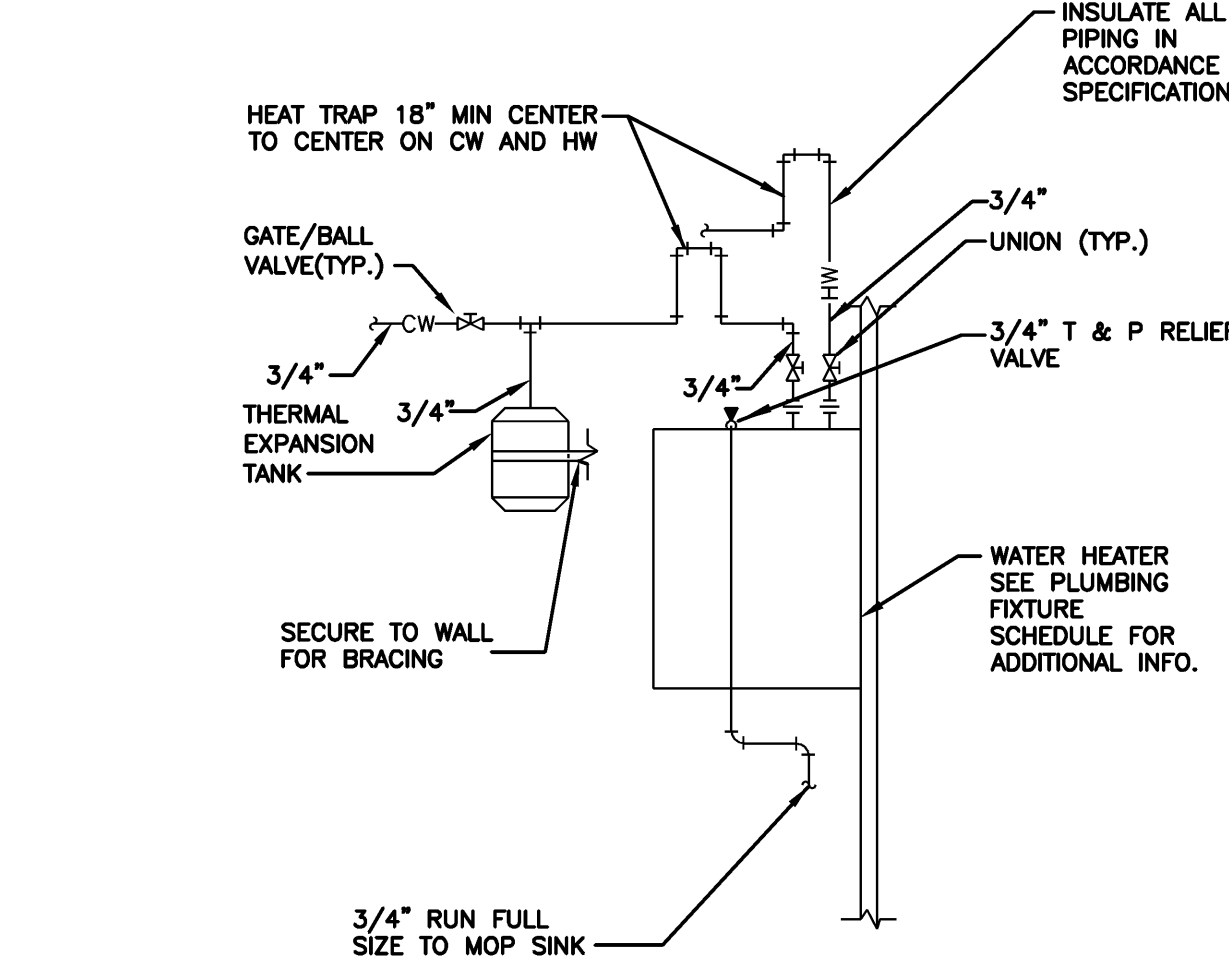 INSULATE ALL
PIPING IN
ACCORDANCE
SPECIFICATION
HEAT TRAP 18" MIN CENTER
TO CENTER ON CW AND HW
3/4"
UNION (TYP.)
GATE/BALL
VALVE(TYP.)
HW
CW
3/4" T & P RELIEF
VALVE
3/4"
3/4"
3/4"
THERMAL
EXPANSION
TANK
WATER HEATER
SEE PLUMBING
FIXTURE
SCHEDULE FOR
ADDITIONAL INFO.
SECURE TO WALL
FOR BRACING
3/4" RUN FULL
SIZE TO MOP SINK